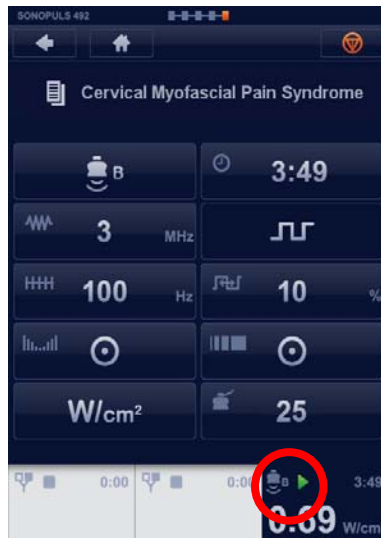 SONOPULS 492
Cervical Myofascial Pain Syndrome
B
3:49
3 MHz
100 Hz
10 %
W/cm²
25
0:00
0:00
B 3:49
0.69 W/cm